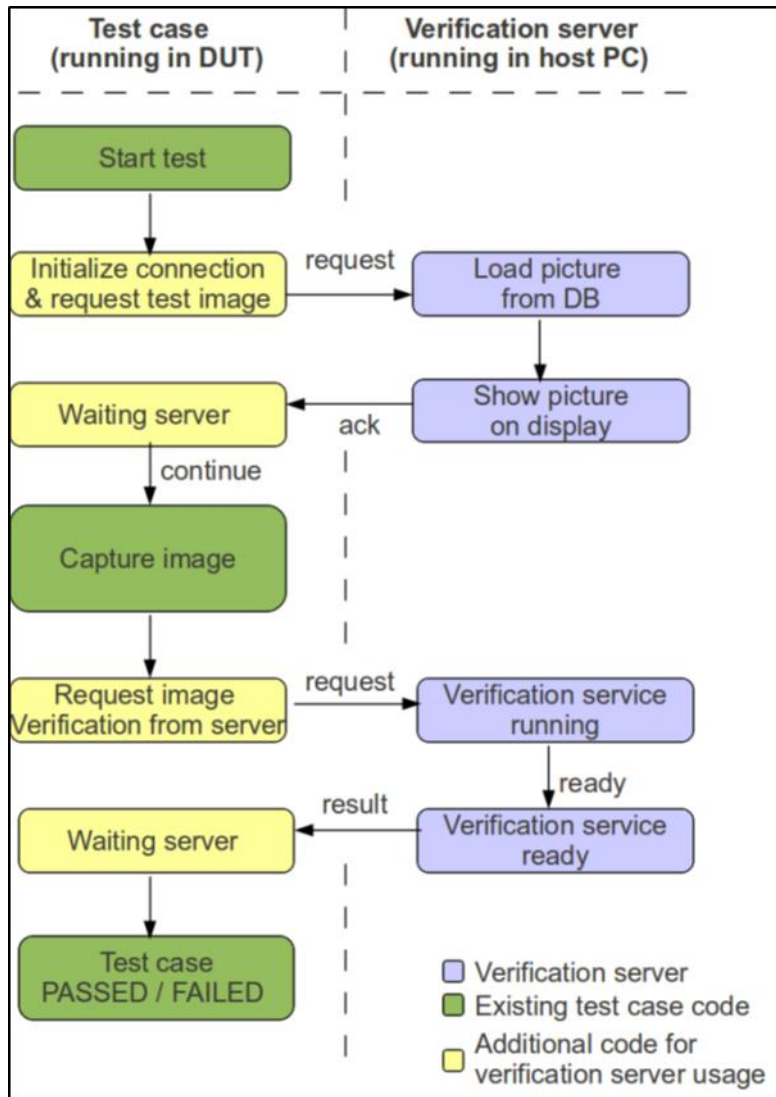 Test case
(running in DUT)
Verification server
(running in host PC)
Start test
Initialize connection
& request test image
request
Load picture
from DB
Waiting server
ack
Show picture
on display
continue
Capture image
Request image
Verification from server
request
Verification service
running
ready
Waiting server
result
Verification service
ready
Test case
PASSED / FAILED
Verification server
Existing test case code
Additional code for
verification server usage